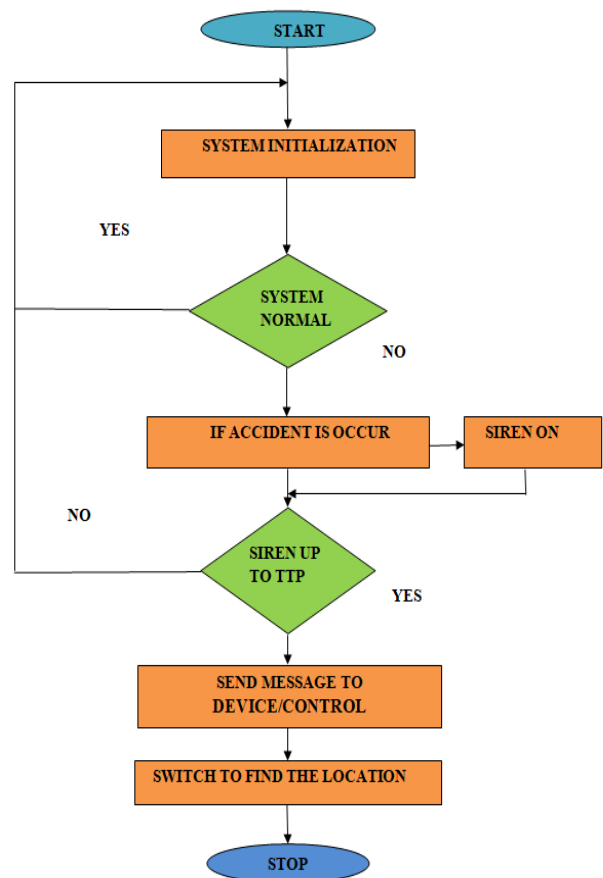 START
SYSTEM INITIALIZATION
YES
SYSTEM
NORMAL
NO
IF ACCIDENT IS OCCUR
SIREN ON
NO
SIREN UP
TO TTP
YES
SEND MESSAGE TO
DEVICE/CONTROL
SWITCH TO FIND THE LOCATION
STOP